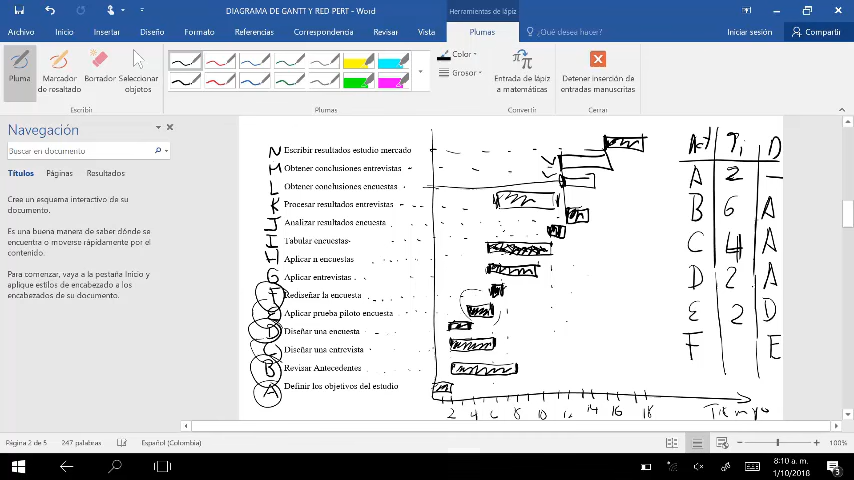 DIAGRAMA DE GANTT Y RED PERT - Word
Herramientas de lápiz
Archivo Inicio Insertar Diseño Formato Referencias Correspondencia Revisar Vista Plumas ¿Qué desea hacer? Iniciar sesión Compartir
Pluma
Marcador de resaltado
Borrador
Seleccionar objetos
Color
Grosor
Entrada de lápiz a matemáticas
Detener inserción de entradas manuscritas
Escribir Plumas Convertir Cerrar
Navegación
Buscar en documento
Títulos Páginas Resultados
Cree un esquema interactivo de su documento.
Es una buena manera de saber dónde se encuentra o moverse rápidamente por el contenido.
Para comenzar, vaya a la pestaña Inicio y aplique estilos de encabezado a los encabezados de su documento.
N Escribir resultados estudio mercado
M Obtener conclusiones entrevistas
L Obtener conclusiones encuestas
K Procesar resultados entrevistas
J Analizar resultados encuesta
I Tabular encuestas
H Aplicar n encuestas
G Aplicar entrevistas
F Rediseñar la encuesta
E Aplicar prueba piloto encuesta
D Diseñar una encuesta
C Diseñar una entrevista
B Revisar Antecedentes
A Definir los objetivos del estudio
2 4 6 8 10 12 14 16 18 Tiempo
Act Ti D
A 2 —
B 6 A
C 4 A
D 2 A
E 2 D
F E
Página 2 de 5 247 palabras Español (Colombia) 100%
8:10 a. m.
1/10/2018
3